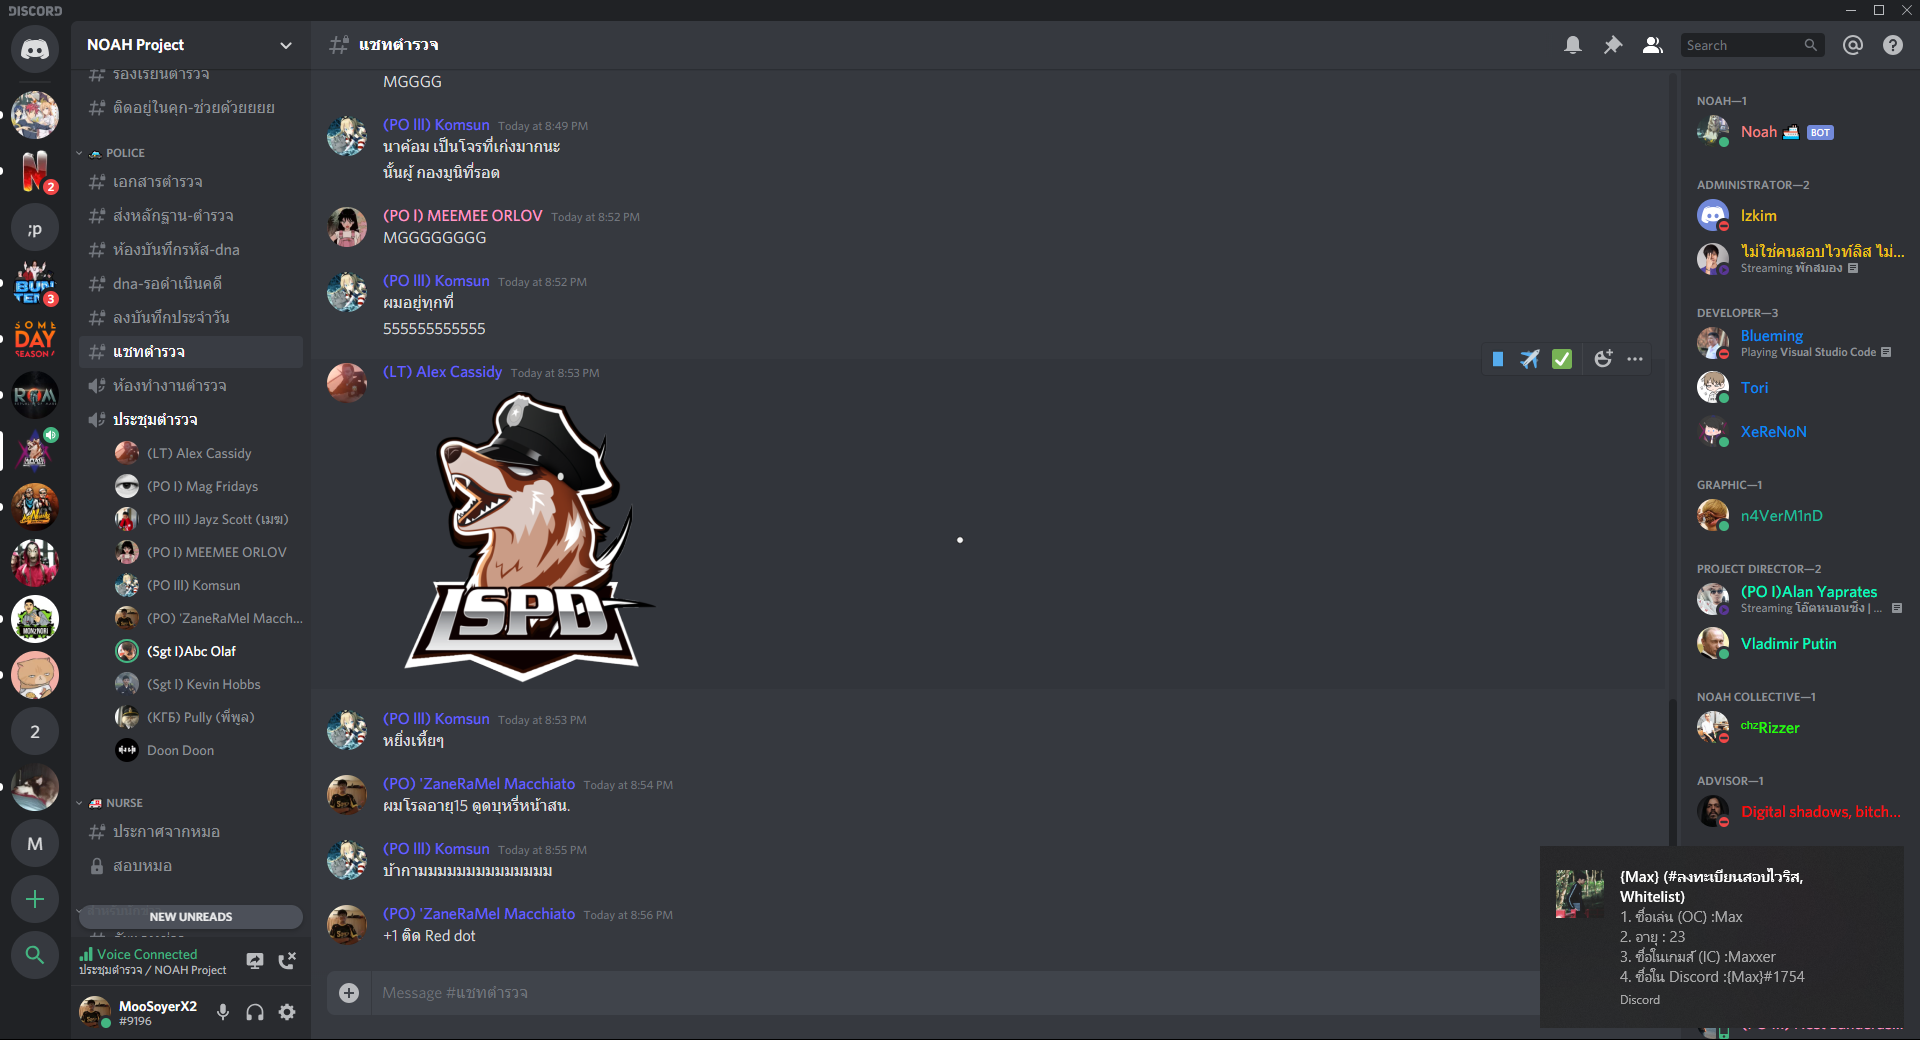 DISCORD
NOAH Project
ร้องเรียนตำรวจ
ติดอยู่ในคุก-ช่วยด้วยยยย
POLICE
เอกสารตำรวจ
ส่งหลักฐาน-ตำรวจ
ห้องบันทึกรหัส-dna
dna-รอดำเนินคดี
ลงบันทึกประจำวัน
แชทตำรวจ
ห้องทำงานตำรวจ
ประชุมตำรวจ
(LT) Alex Cassidy
(PO I) Mag Fridays
(PO III) Jayz Scott (เมฆ)
(PO I) MEEMEE ORLOV
(PO lll) Komsun
(PO) 'ZaneRaMel Macch...
(Sgt I)Abc Olaf
(Sgt I) Kevin Hobbs
(КГБ) Pully (พี่พูล)
Doon Doon
NURSE
ประกาศจากหมอ
สอบหมอ
NEW UNREADS
Voice Connected
ประชุมตำรวจ / NOAH Project
MooSoyerX2
#9196
N
2
;p
BUN
TEN
3
SOME
DAY
SEASON 4
2
M
แชทตำรวจ
Search
MGGGG
(PO lll) Komsun Today at 8:49 PM
นาค้อม เป็นโจรที่เก่งมากนะ
นั้นผู้ กองมูนิที่รอด
(PO I) MEEMEE ORLOV Today at 8:52 PM
MGGGGGGGG
(PO lll) Komsun Today at 8:52 PM
ผมอยู่ทุกที่
555555555555
(LT) Alex Cassidy Today at 8:53 PM
LSPD
(PO lll) Komsun Today at 8:53 PM
หยิ่งเหี้ยๆ
(PO) 'ZaneRaMel Macchiato Today at 8:54 PM
ผมโรลอายุ15 ดูดบุหรี่หน้าสน.
(PO lll) Komsun Today at 8:55 PM
บ้ากามมมมมมมมมมมมมม
(PO) 'ZaneRaMel Macchiato Today at 8:56 PM
+1 ติด Red dot
Message #แชทตำรวจ
NOAH—1
Noah BOT
ADMINISTRATOR—2
Izkim
ไม่ใช่คนสอบไวท์ลิส ไม่...
Streaming พักสมอง
DEVELOPER—3
Blueming
Playing Visual Studio Code
Tori
XeReNoN
GRAPHIC—1
n4VerM1nD
PROJECT DIRECTOR—2
(PO I)Alan Yaprates
Streaming โอ๊ตหนอนซิ่ง | ...
Vladimir Putin
NOAH COLLECTIVE—1
chzRizzer
ADVISOR—1
Digital shadows, bitch...
{Max} (#ลงทะเบียนสอบไวริส,
Whitelist)
1. ชื่อเล่น (OC) :Max
2. อายุ : 23
3. ชื่อในเกมส์ (IC) :Maxxer
4. ชื่อใน Discord :{Max}#1754
Discord